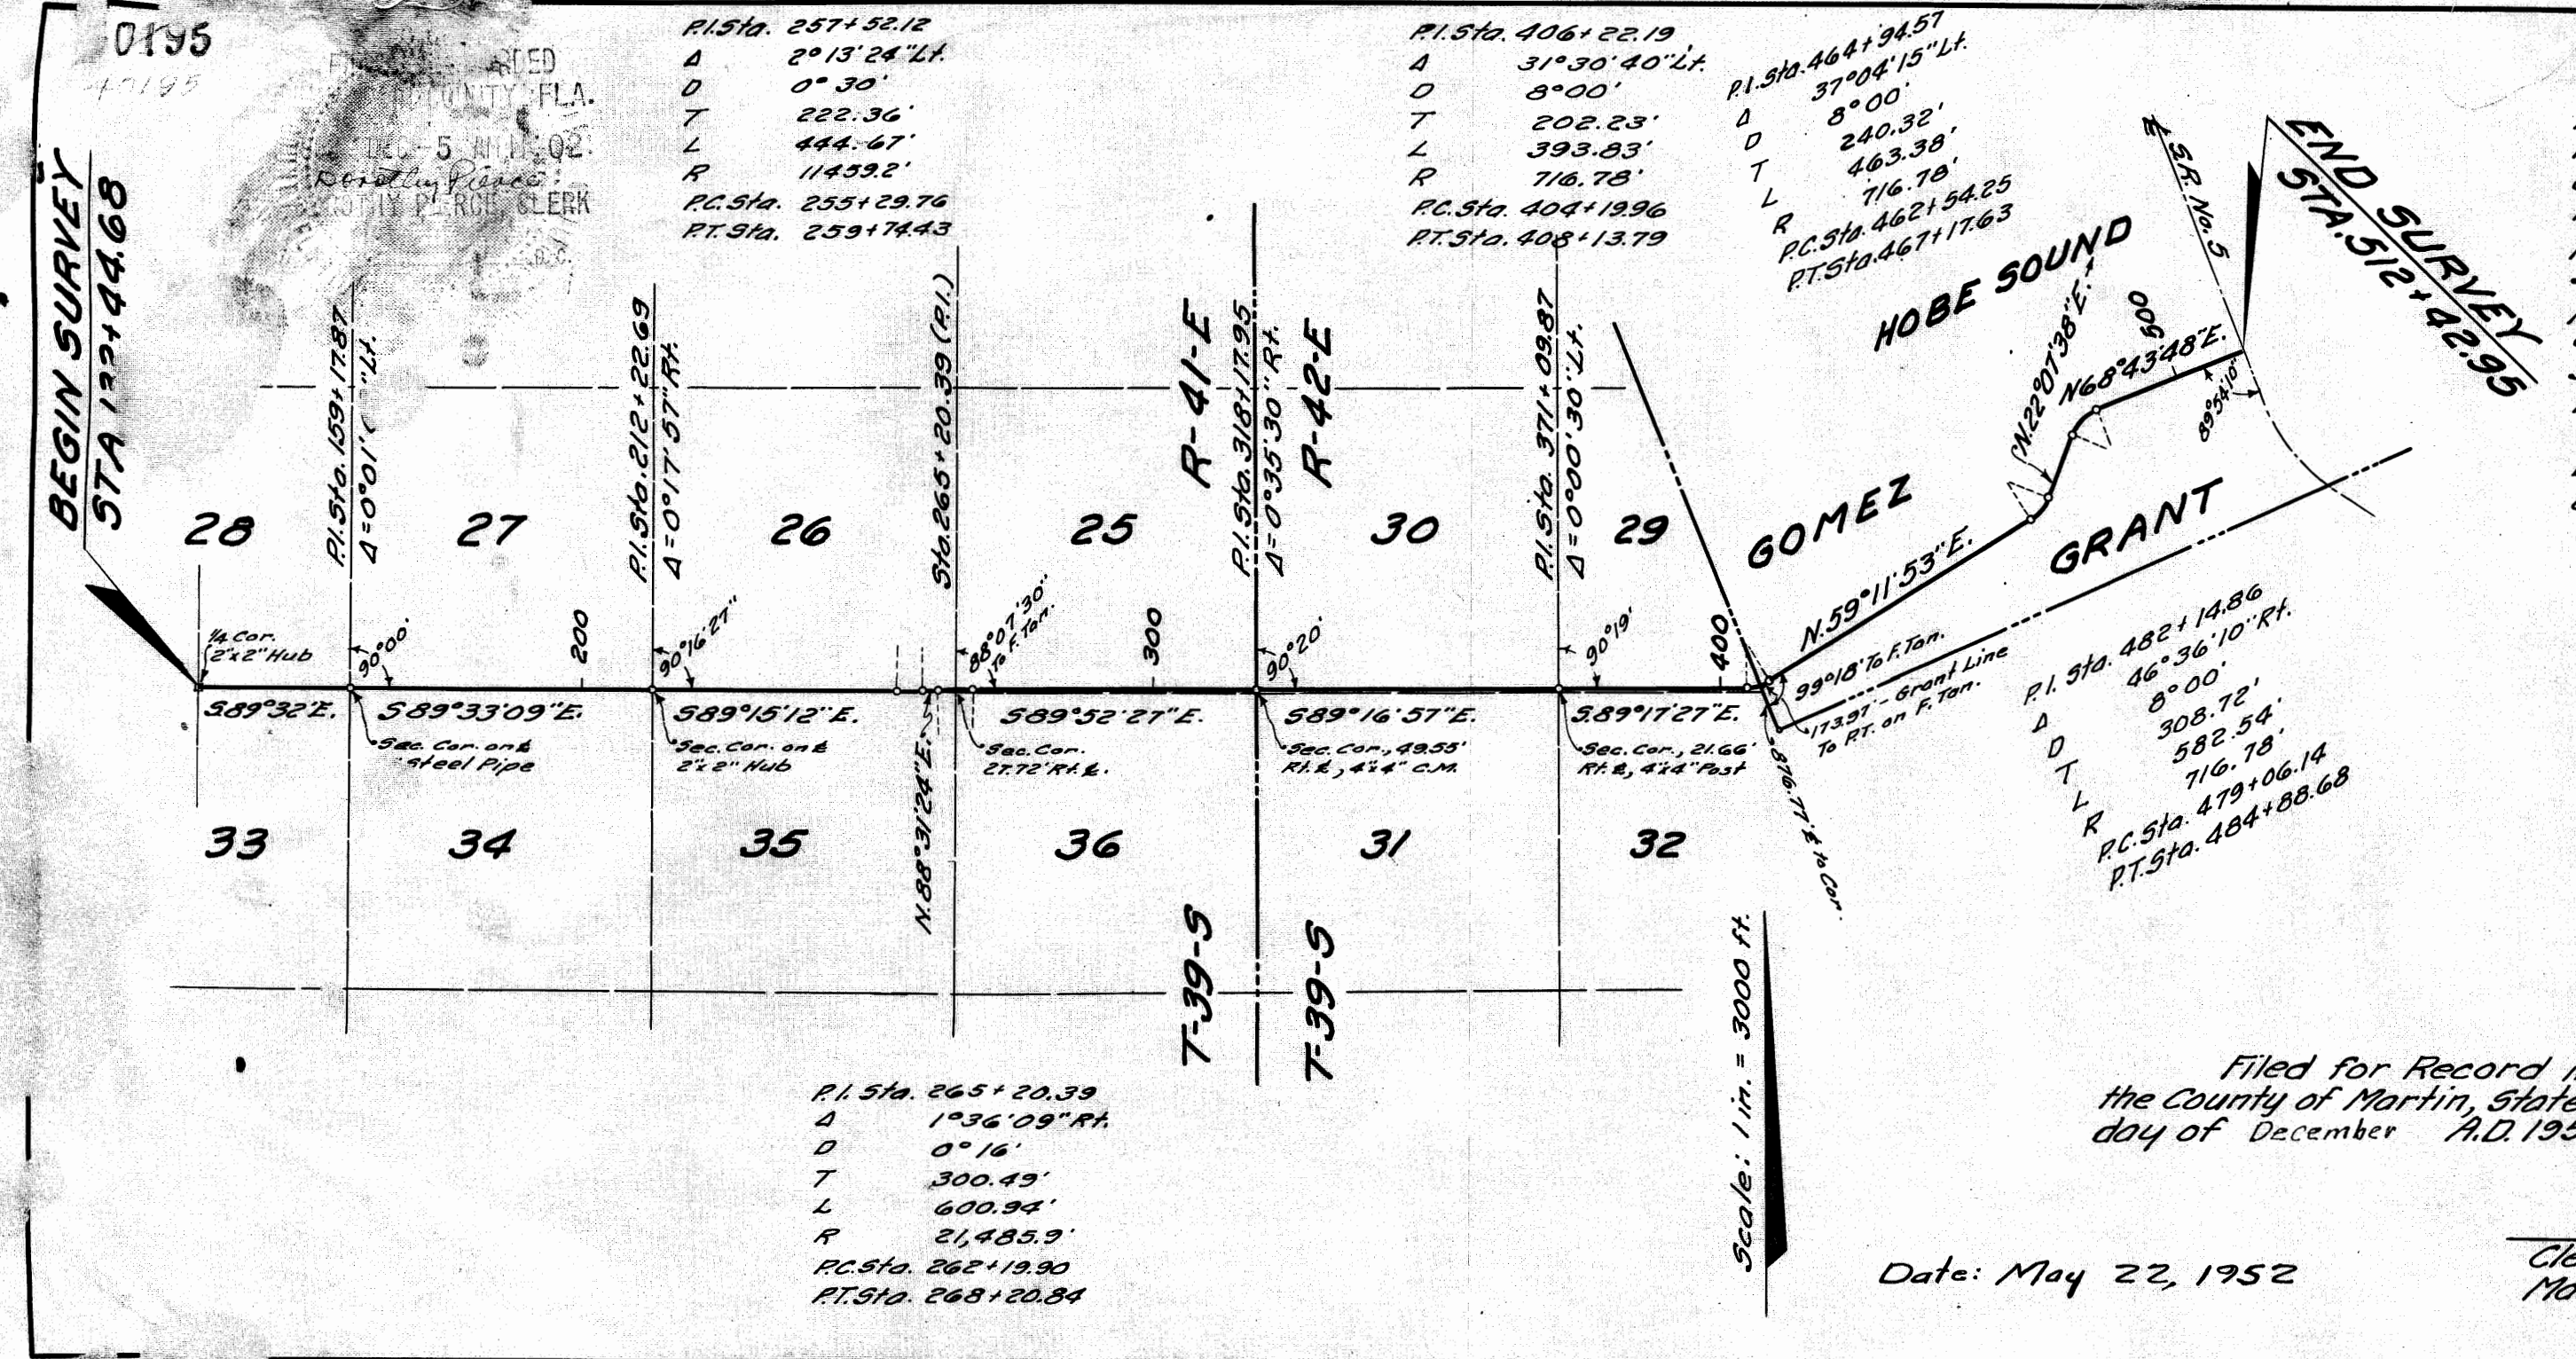 0195
40195
DEC 5
Dorothy Pierce
CLERK
FLA.
BEGIN SURVEY
P.I.Sta. 257+52.12
Δ 2°13'24"Lt.
D 0°30'
T 222.36'
L 444.67'
R 11459.2'
P.C.Sta. 255+29.76
P.T.Sta. 259+74.43
P.I.Sta. 406+22.19
Δ 31°30'40"Lt.
D 8°00'
T 202.23'
L 393.83'
R 716.78'
P.C.Sta. 404+19.96
P.T.Sta. 408+13.79
P.I.Sta. 464+94.57
Δ 37°04'15"Lt.
D 8°00'
T 240.32'
L 463.38'
R 716.78'
P.C.Sta. 462+54.25
P.T.Sta. 467+17.63
HOBE SOUND
S.R. No. 5
END SURVEY
STA. 512+42.95
P.I.Sta. 159+17.87
P.I.Sta. 212+22.69
Δ=0°17'57"Rt.
Sta. 265+20.39 (P.I.)
R-41-E
P.I.Sta. 318+17.95
Δ=0°35'30"Rt.
R-42-E
P.I.Sta. 371+09.87
Δ=0°00'30"Lt.
N.22°07'38"E.
500
N68°43'48"E.
89°54'10"
28
27
26
25
30
29
GOMEZ
GRANT
N.59°11'53"E.
1/4 Cor.
2"x2" Hub
90°00'
200
90°16'27"
88°07'30"
To F. Tan.
300
90°20'
90°19'
400
99°18' To F. Tan.
173.97' - Grant Line
To P.T. on F. Tan.
876.77' ℄ to Cor.
S.89°32'E.
S89°33'09"E.
S89°15'12"E.
N.88°31'24"E.
S89°52'27"E.
S89°16'57"E.
S.89°17'27"E.
Sec. Cor. on ℄
Steel Pipe
Sec. Cor. on ℄
2"x2" Hub
Sec. Cor.
27.72' Rt. ℄.
Sec. Cor., 49.55'
Rt. ℄, 4"x4" C.M.
Sec. Cor., 21.66'
Rt. ℄, 4"x4" Post
P.I. Sta. 482+14.86
Δ 46°36'10"Rt.
D 8°00'
T 308.72'
L 582.54'
R 716.78'
P.C. Sta. 479+06.14
P.T. Sta. 484+88.68
33
34
35
36
31
32
T-39-S
T-39-S
Scale: 1 in. = 3000 ft.
P.I. Sta. 265+20.39
Δ 1°36'09"Rt.
D 0°16'
T 300.49'
L 600.94'
R 21,485.9'
P.C.Sta. 262+19.90
P.T.Sta. 268+20.84
Filed for Record
the County of Martin, State
day of December A.D. 195
Date: May 22, 1952